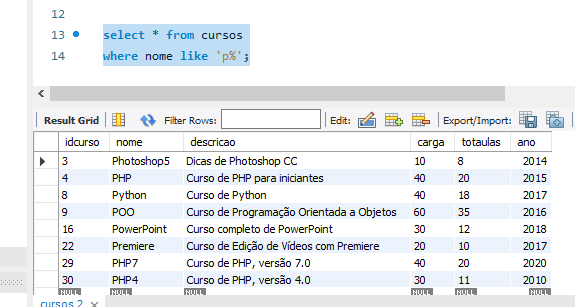 12
13 select * from cursos
14 where nome like 'p%';
Result Grid Filter Rows: Edit: Export/Import:
idcurso nome descricao carga totaulas ano
3 Photoshop5 Dicas de Photoshop CC 10 8 2014
4 PHP Curso de PHP para iniciantes 40 20 2015
8 Python Curso de Python 40 18 2017
9 POO Curso de Programação Orientada a Objetos 60 35 2016
16 PowerPoint Curso completo de PowerPoint 30 12 2018
22 Premiere Curso de Edição de Vídeos com Premiere 20 10 2017
29 PHP7 Curso de PHP, versão 7.0 40 20 2020
30 PHP4 Curso de PHP, versão 4.0 30 11 2010
NULL NULL NULL NULL NULL NULL
cursos 2